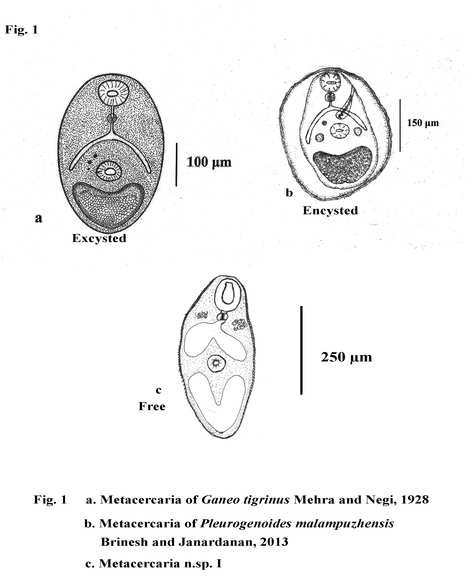 Fig. 1
100 μm
150 μm
a
Excysted
b
Encysted
250 μm
c
Free
Fig. 1 a. Metacercaria of Ganeo tigrinus Mehra and Negi, 1928
b. Metacercaria of Pleurogenoides malampuzhensis
Brinesh and Janardanan, 2013
c. Metacercaria n.sp. I